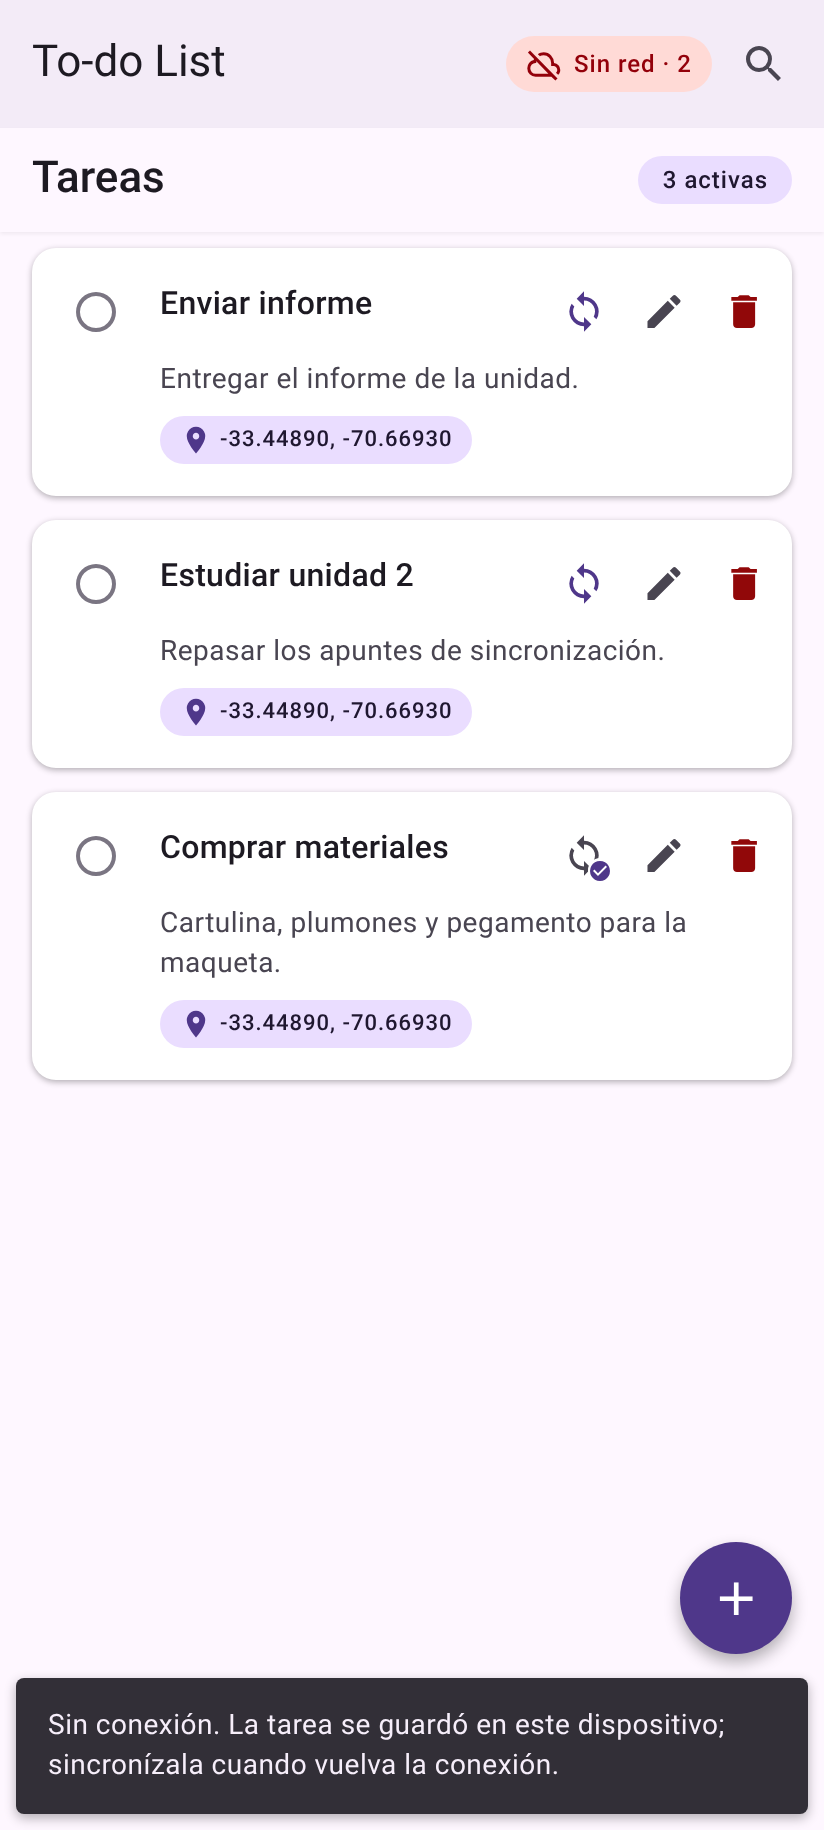 To-do List
Sin red · 2
Tareas
3 activas
Enviar informe
Entregar el informe de la unidad.
-33.44890, -70.66930
Estudiar unidad 2
Repasar los apuntes de sincronización.
-33.44890, -70.66930
Comprar materiales
Cartulina, plumones y pegamento para la
maqueta.
-33.44890, -70.66930
Sin conexión. La tarea se guardó en este dispositivo;
sincronízala cuando vuelva la conexión.